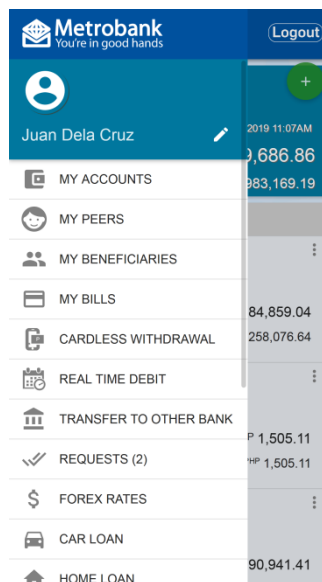 Metrobank
You're in good hands
Logout
+
Juan Dela Cruz
2019 11:07AM
9,686.86
983,169.19
MY ACCOUNTS
MY PEERS
MY BENEFICIARIES
MY BILLS
84,859.04
CARDLESS WITHDRAWAL
258,076.64
REAL TIME DEBIT
TRANSFER TO OTHER BANK
P 1,505.11
REQUESTS (2)
HP 1,505.11
$
FOREX RATES
CAR LOAN
90,941.41
HOME LOAN